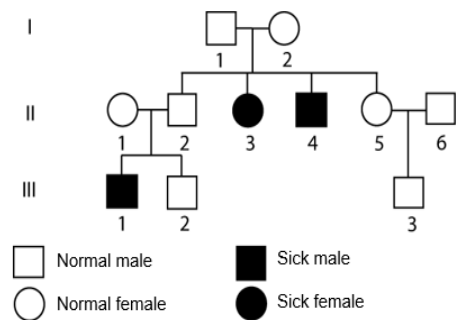 I
1 2
II
1 2 3 4 5 6
III
1 2 3
Normal male Sick male
Normal female Sick female